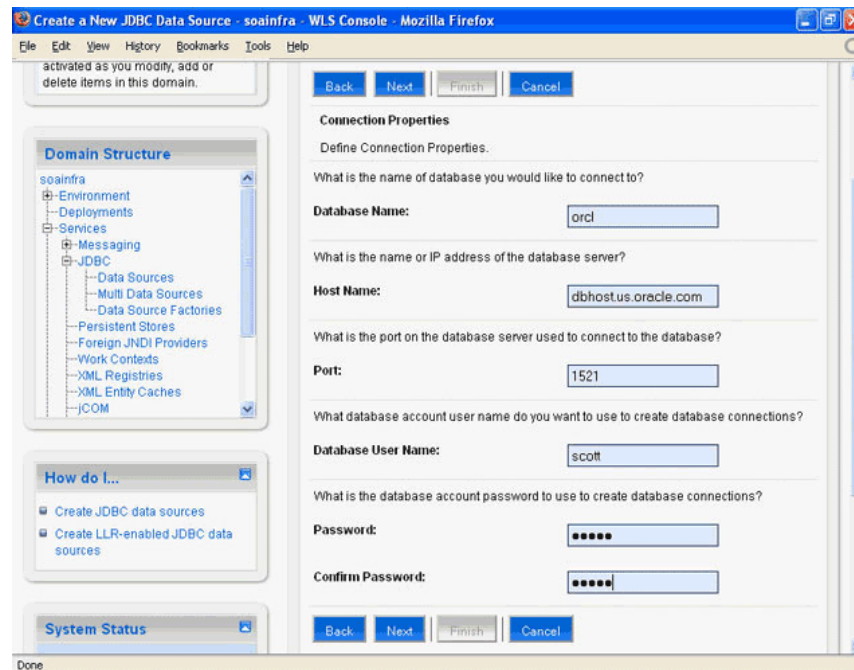 Create a New JDBC Data Source - soainfra - WLS Console - Mozilla Firefox
File Edit View History Bookmarks Tools Help
activated as you modify, add or
delete items in this domain.
Domain Structure
soainfra
Environment
Deployments
Services
Messaging
JDBC
Data Sources
Multi Data Sources
Data Source Factories
Persistent Stores
Foreign JNDI Providers
Work Contexts
XML Registries
XML Entity Caches
jCOM
How do I...
Create JDBC data sources
Create LLR-enabled JDBC data
sources
System Status
Back Next Finish Cancel
Connection Properties
Define Connection Properties.
What is the name of database you would like to connect to?
Database Name: orcl
What is the name or IP address of the database server?
Host Name: dbhost.us.oracle.com
What is the port on the database server used to connect to the database?
Port: 1521
What database account user name do you want to use to create database connections?
Database User Name: scott
What is the database account password to use to create database connections?
Password: •••••
Confirm Password: •••••
Back Next Finish Cancel
Done